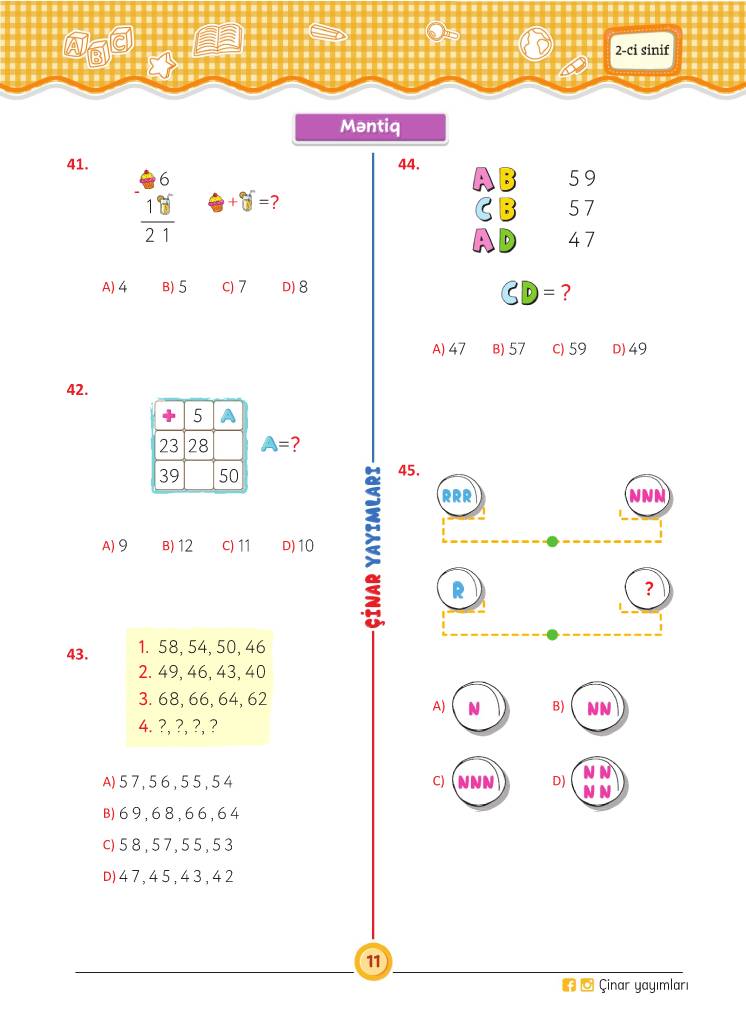 ABC
2-ci sinif
Məntiq
41.
6
- 1
2 1
+ =?
A) 4 B) 5 C) 7 D) 8
42.
+ 5 A
23 28
39 50
A=?
A) 9 B) 12 C) 11 D) 10
43.
1. 58, 54, 50, 46
2. 49, 46, 43, 40
3. 68, 66, 64, 62
4. ?, ?, ?, ?
A) 57, 56, 55, 54
B) 69, 68, 66, 64
C) 58, 57, 55, 53
D) 47, 45, 43, 42
ÇİNAR YAYIMLARI
44.
AB 59
CB 57
AD 47
CD = ?
A) 47 B) 57 C) 59 D) 49
45.
RRR NNN
R ?
A) N B) NN
C) NNN D) NN
NN
11
Çinar yayımları